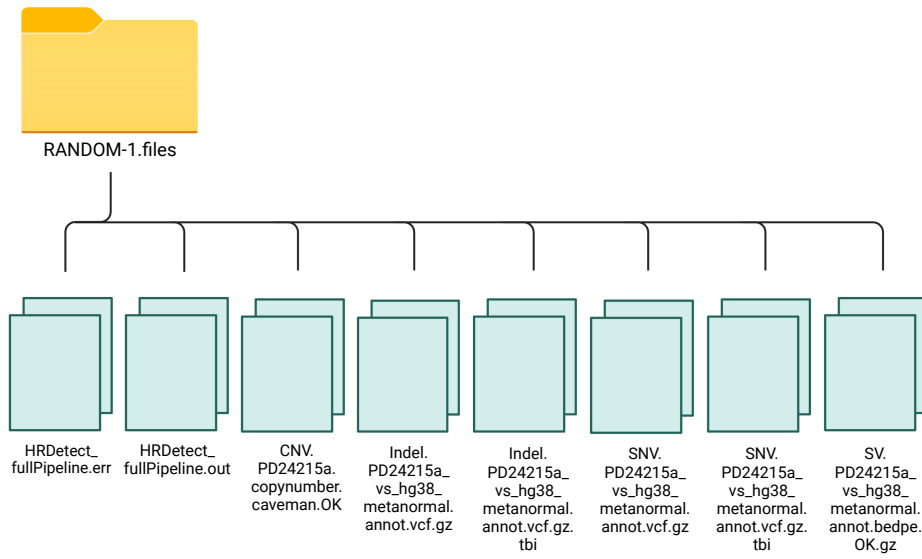 RANDOM-1.files
HRDetect_
fullPipeline.err
HRDetect_
fullPipeline.out
CNV.
PD24215a.
copynumber.
caveman.OK
Indel.
PD24215a_
vs_hg38_
metanormal.
annot.vcf.gz
Indel.
PD24215a_
vs_hg38_
metanormal.
annot.vcf.gz.
tbi
SNV.
PD24215a_
vs_hg38_
metanormal.
annot.vcf.gz
SNV.
PD24215a_
vs_hg38_
metanormal.
annot.vcf.gz.
tbi
SV.
PD24215a_
vs_hg38_
metanormal.
annot.bedpe.
OK.gz